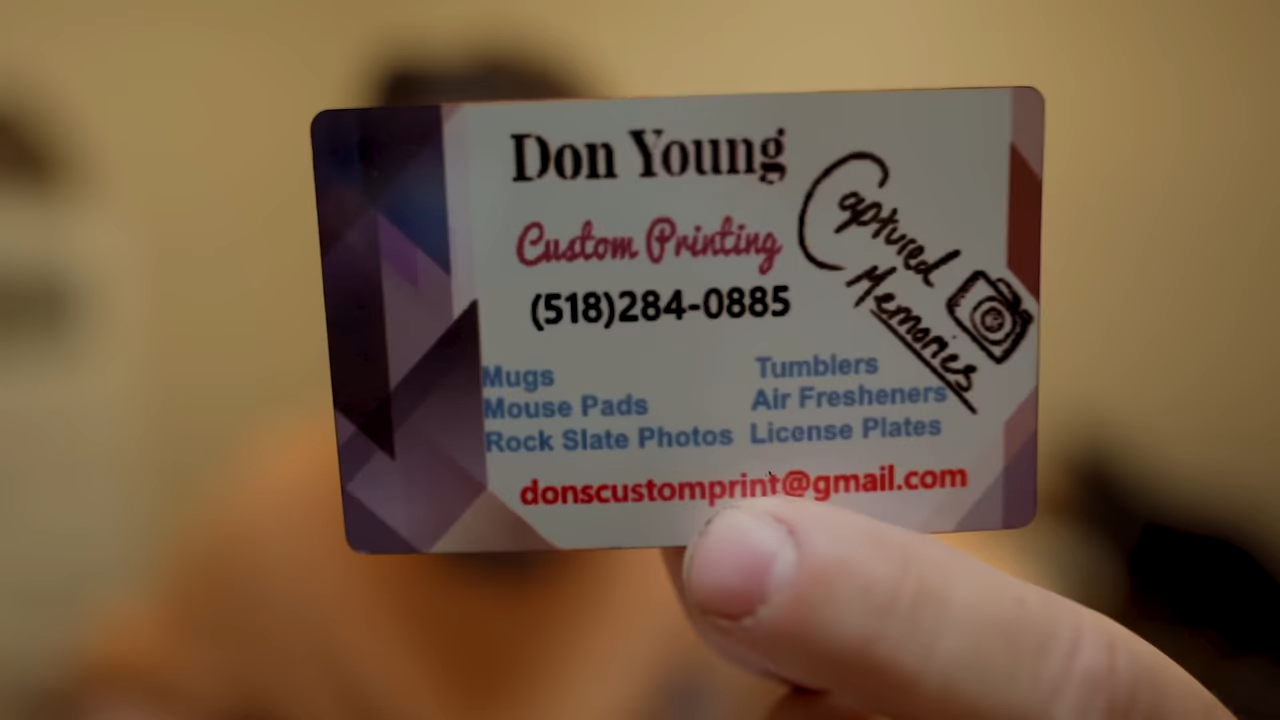 Don Young
Custom Printing
(518)284-0885
Captured
Memories
Mugs
Mouse Pads
Rock Slate Photos
Tumblers
Air Fresheners
License Plates
donscustomprint@gmail.com